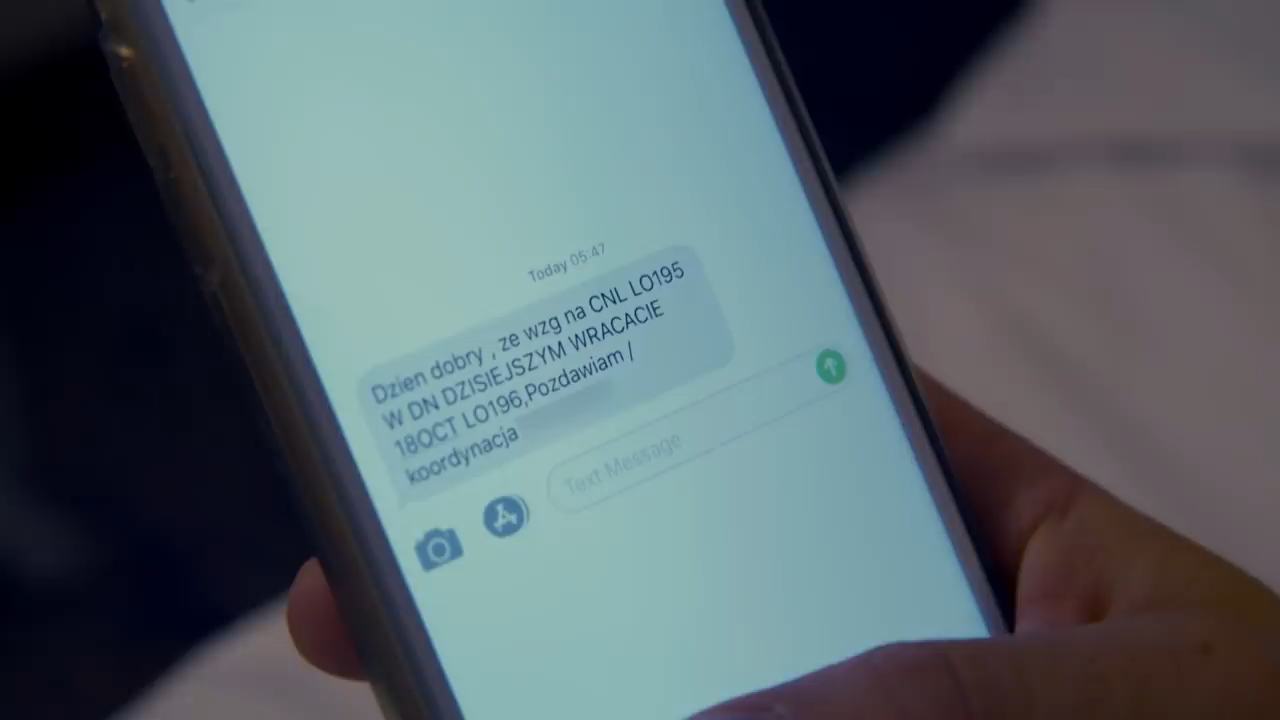 Today 05:47
Dzien dobry , ze wzg na CNL LO195
W DN DZISIEJSZYM WRACACIE
18OCT LO196,Pozdawiam /
koordynacja
Text Message